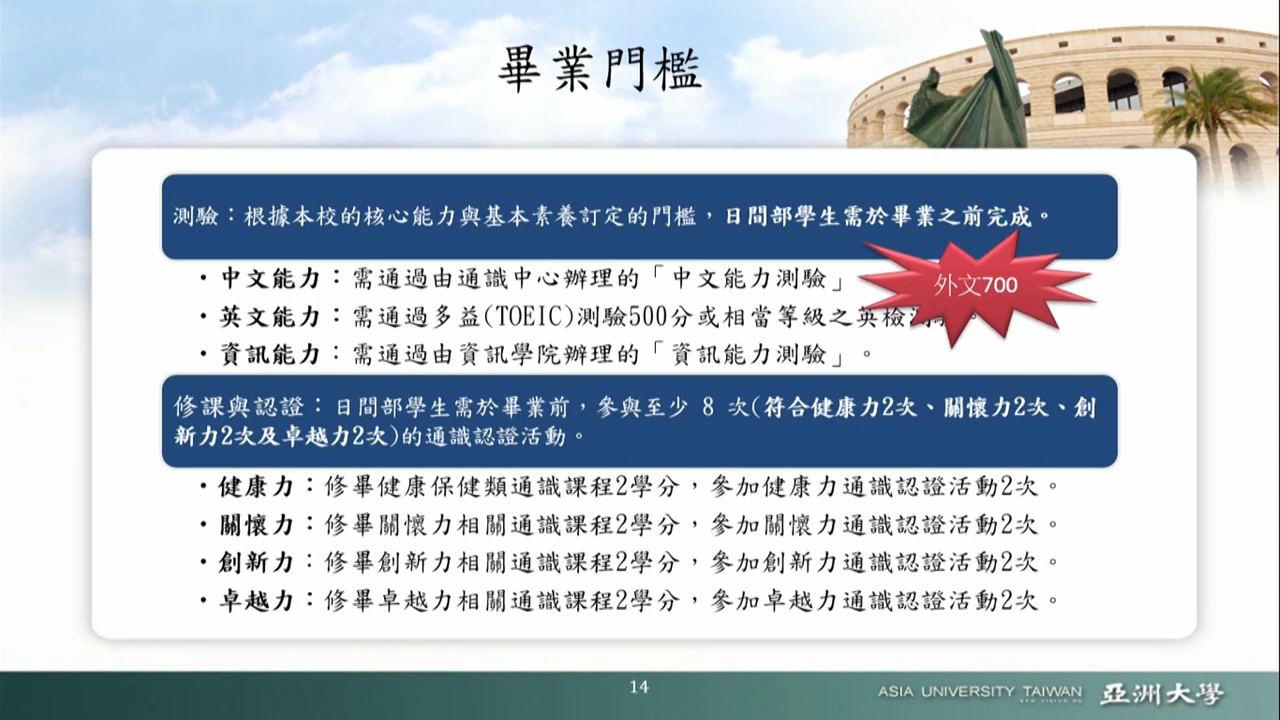 畢業門檻
測驗：根據本校的核心能力與基本素養訂定的門檻，日間部學生需於畢業之前完成。
・中文能力：需通過由通識中心辦理的「中文能力測驗」
外文700
・英文能力：需通過多益(TOEIC)測驗500分或相當等級之英檢
・資訊能力：需通過由資訊學院辦理的「資訊能力測驗」。
修課與認證：日間部學生需於畢業前，參與至少 8 次(符合健康力2次、關懷力2次、創
新力2次及卓越力2次)的通識認證活動。
・健康力：修畢健康保健類通識課程2學分，參加健康力通識認證活動2次。
・關懷力：修畢關懷力相關通識課程2學分，參加關懷力通識認證活動2次。
・創新力：修畢創新力相關通識課程2學分，參加創新力通識認證活動2次。
・卓越力：修畢卓越力相關通識課程2學分，參加卓越力通識認證活動2次。
14
ASIA UNIVERSITY TAIWAN 亞洲大學